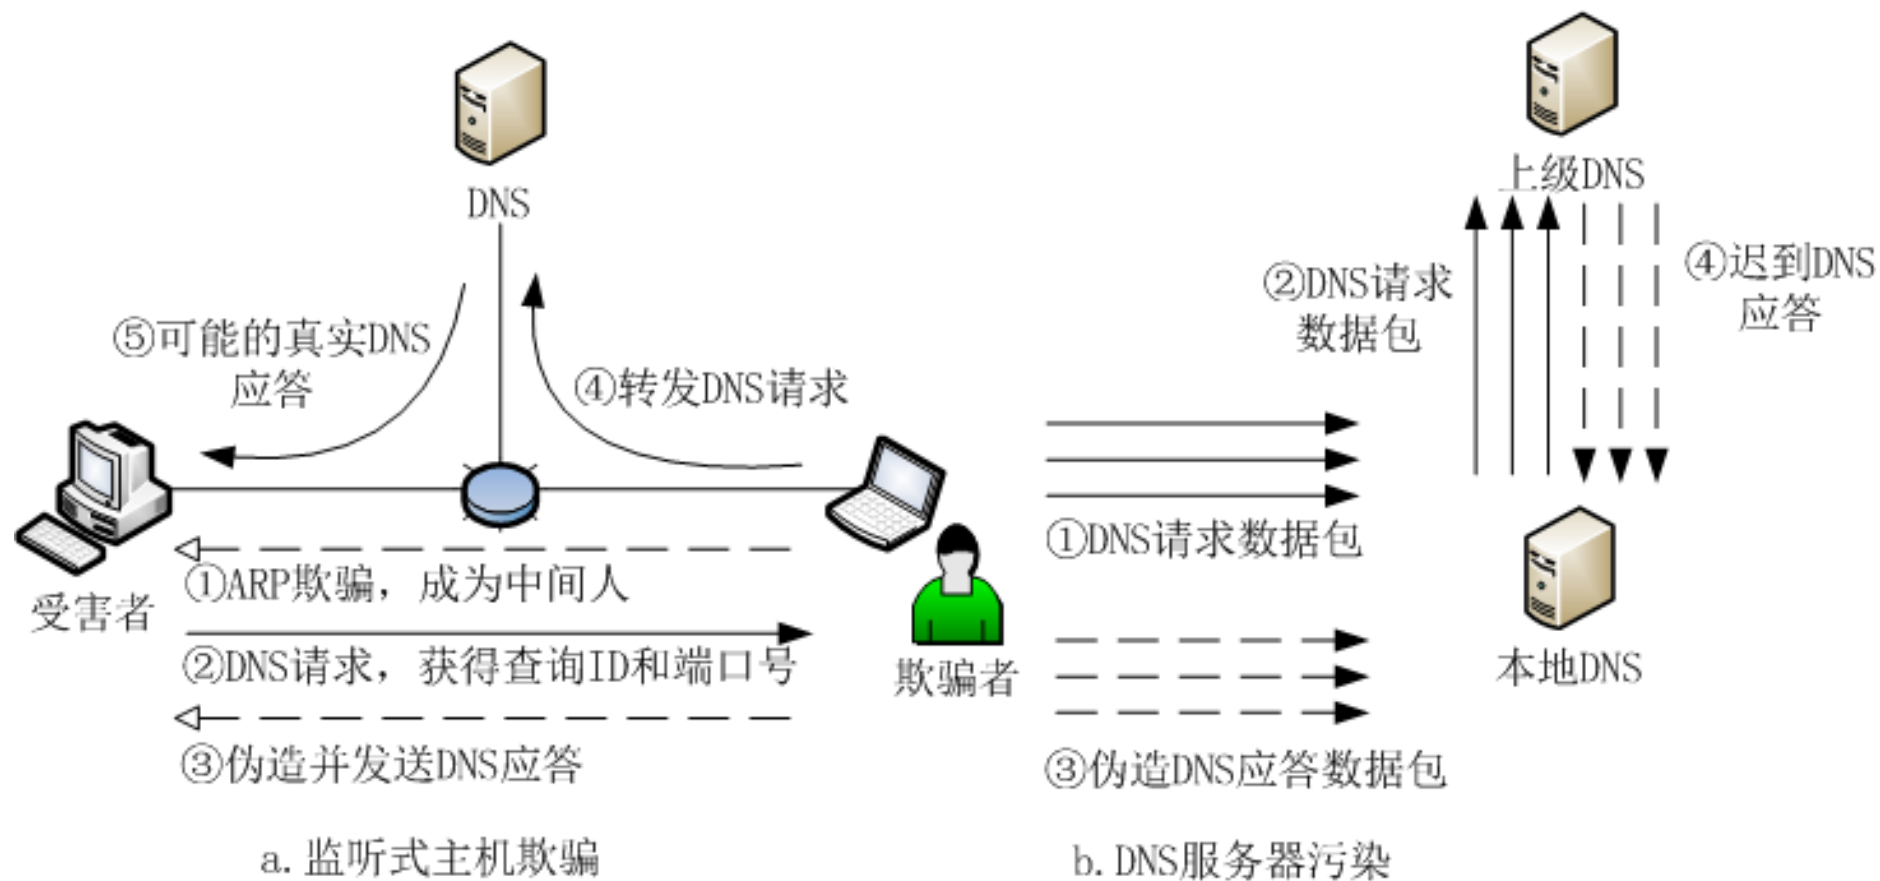 DNS
上级DNS
②DNS请求
数据包
④迟到DNS
应答
⑤可能的真实DNS
应答
④转发DNS请求
①DNS请求数据包
①ARP欺骗，成为中间人
受害者
②DNS请求，获得查询ID和端口号
欺骗者
本地DNS
③伪造并发送DNS应答
③伪造DNS应答数据包
a.监听式主机欺骗
b.DNS服务器污染